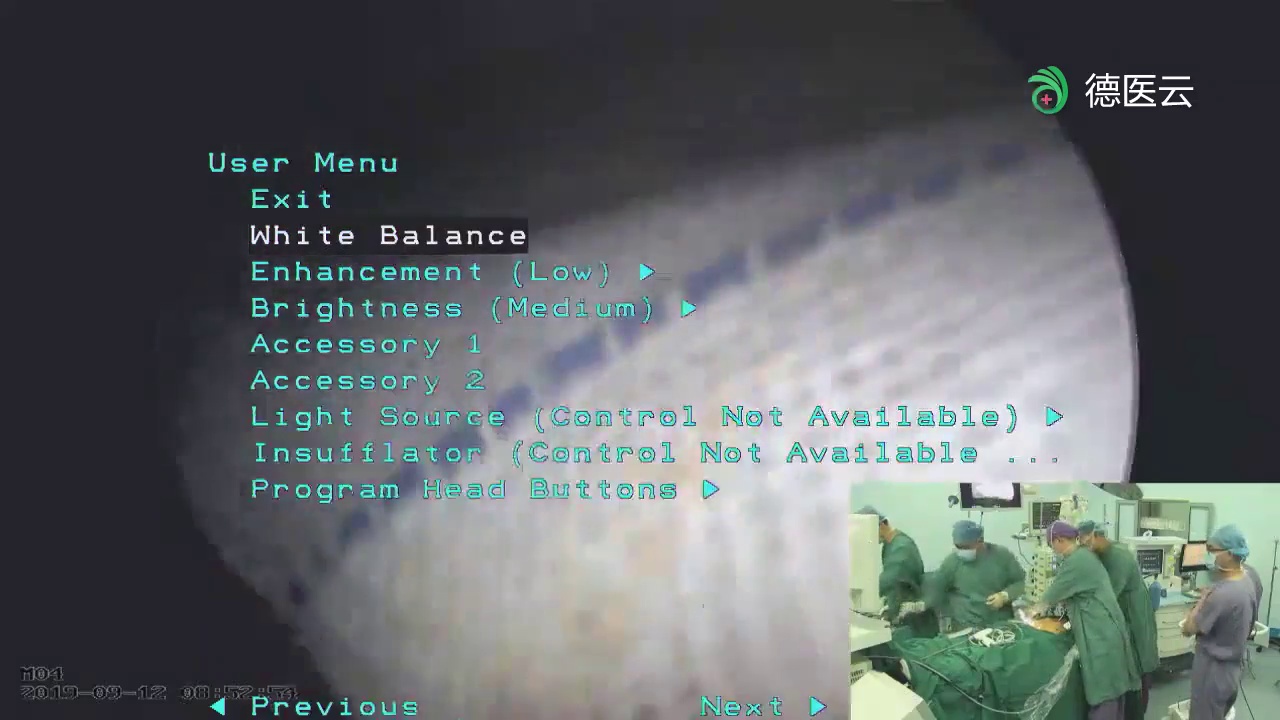 德医云
User Menu
Exit
White Balance
Enhancement (Low) ▶
Brightness (Medium) ▶
Accessory 1
Accessory 2
Light Source (Control Not Available) ▶
Insufflator (Control Not Available ...
Program Head Buttons ▶
M04
2019-09-12 08:52:54
◀ Previous
Next ▶